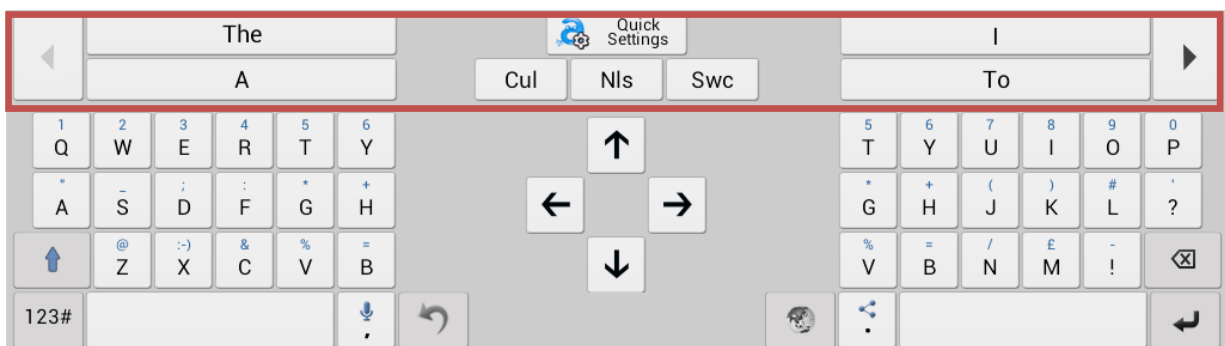 The Quick Settings I
A Cul Nls Swc To
1 2 3 4 5 6 5 6 7 8 9 0
Q W E R T Y T Y U I O P
" _ ; : * + * + ( ) # '
A S D F G H G H J K L ?
@ :-) & % = % = / £ -
Z X C V B V B N M !
123# , .